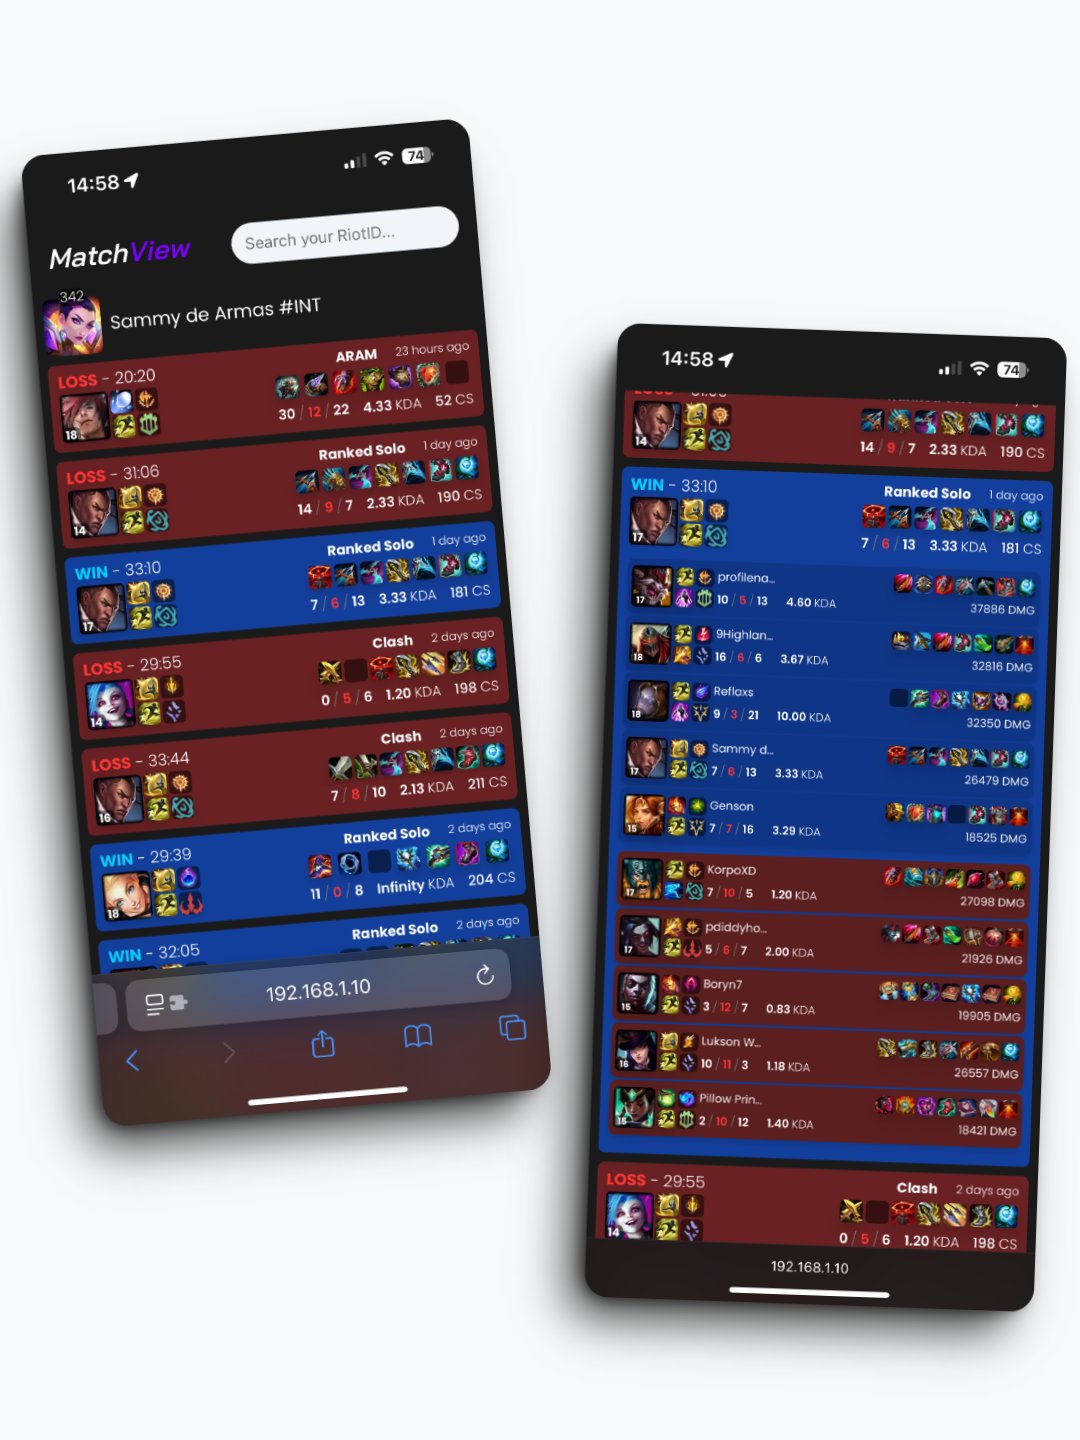 14:58
74
MatchView
Search your RiotID...
342
Sammy de Armas #INT
LOSS - 20:20
ARAM 23 hours ago
18
30 / 12 / 22 4.33 KDA 52 CS
LOSS - 31:06
Ranked Solo 1 day ago
14
14 / 9 / 7 2.33 KDA 190 CS
WIN - 33:10
Ranked Solo 1 day ago
17
7 / 6 / 13 3.33 KDA 181 CS
LOSS - 29:55
Clash 2 days ago
14
0 / 5 / 6 1.20 KDA 198 CS
LOSS - 33:44
Clash 2 days ago
16
7 / 8 / 10 2.13 KDA 211 CS
WIN - 29:39
Ranked Solo 2 days ago
18
11 / 0 / 8 Infinity KDA 204 CS
WIN - 32:05
Ranked Solo 2 days ago
192.168.1.10
14:58
74
14
14 / 9 / 7 2.33 KDA 190 CS
WIN - 33:10
Ranked Solo 1 day ago
17
7 / 6 / 13 3.33 KDA 181 CS
profilena...
17
10 / 5 / 13 4.60 KDA
37886 DMG
9Highlan...
18
16 / 6 / 6 3.67 KDA
32816 DMG
Reflaxs
18
9 / 3 / 21 10.00 KDA
32350 DMG
Sammy d...
17
7 / 6 / 13 3.33 KDA
26479 DMG
Genson
15
7 / 7 / 16 3.29 KDA
18525 DMG
KorpoXD
17
7 / 10 / 5 1.20 KDA
27098 DMG
pdiddyho...
17
5 / 6 / 7 2.00 KDA
21926 DMG
Boryn7
15
3 / 12 / 7 0.83 KDA
19905 DMG
Lukson W...
16
10 / 11 / 3 1.18 KDA
26557 DMG
Pillow Prin...
15
2 / 10 / 12 1.40 KDA
18421 DMG
LOSS - 29:55
Clash 2 days ago
14
0 / 5 / 6 1.20 KDA 198 CS
192.168.1.10